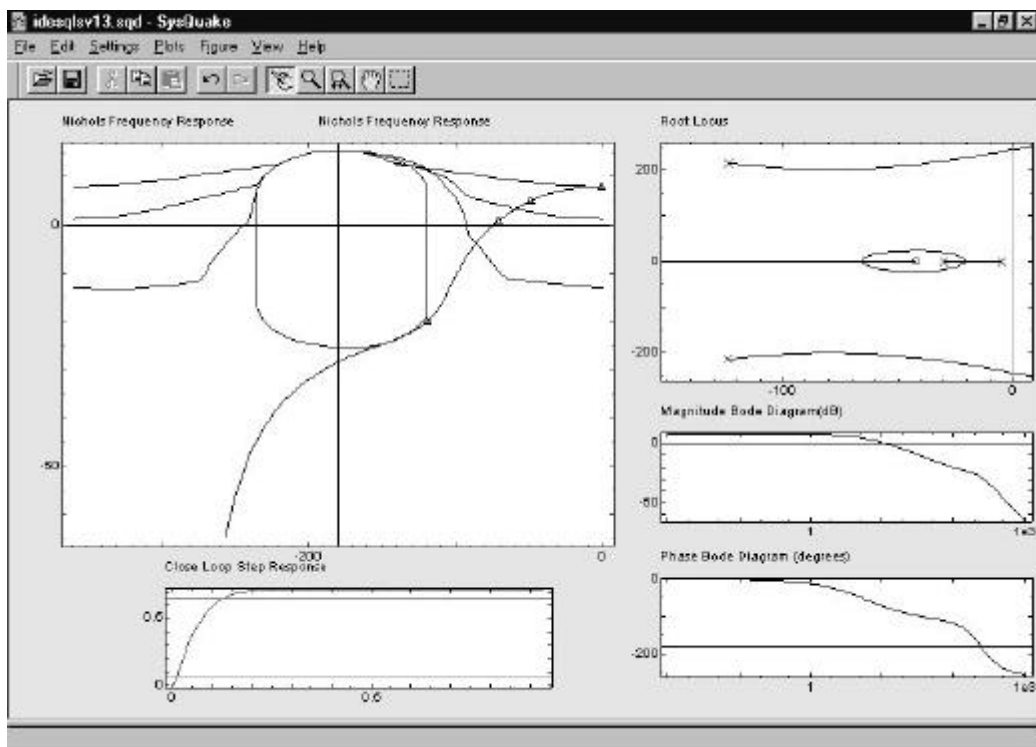 idesqlsv13.sqd - SysQuake
File Edit Settings Plots Figure View Help
Nichols Frequency Response
Nichols Frequency Response
0
-50
-200
0
Root Locus
200
0
-200
-100
0
Magnitude Bode Diagram(dB)
0
-50
1
1e3
Phase Bode Diagram (degrees)
0
-200
1
1e3
Close Loop Step Response
0.6
0
0
0.6